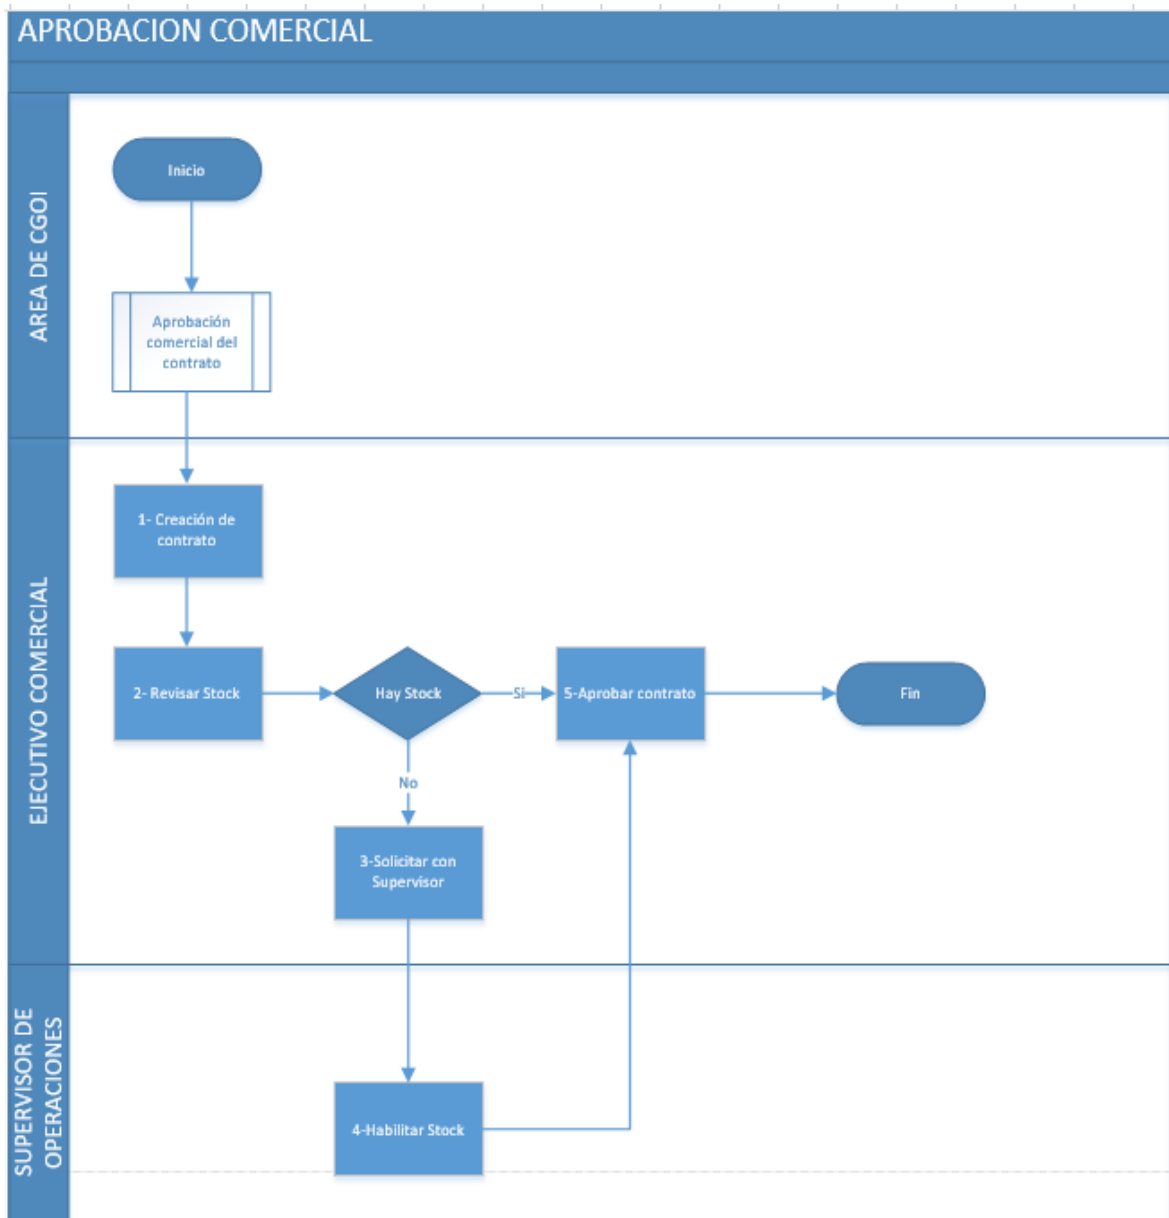 APROBACION COMERCIAL
AREA DE CGOI
Inicio
Aprobación
comercial del
contrato
EJECUTIVO COMERCIAL
1- Creación de
contrato
2- Revisar Stock
Hay Stock
Si
5-Aprobar contrato
Fin
No
3-Solicitar con
Supervisor
SUPERVISOR DE
OPERACIONES
4-Habilitar Stock